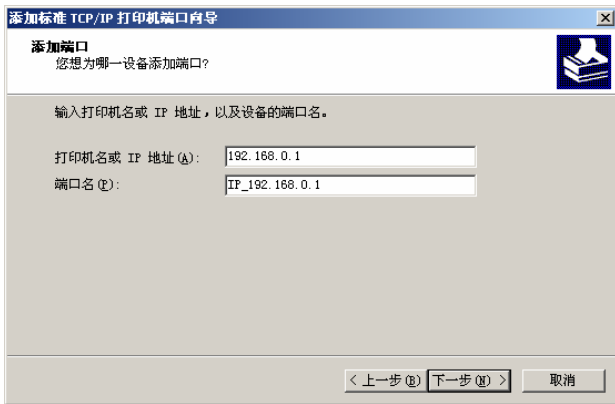 添加标准 TCP/IP 打印机端口向导
添加端口
您想为哪一设备添加端口?
输入打印机名或 IP 地址，以及设备的端口名。
打印机名或 IP 地址(A): 192.168.0.1
端口名(P): IP_192.168.0.1
< 上一步(B) 下一步(N) > 取消